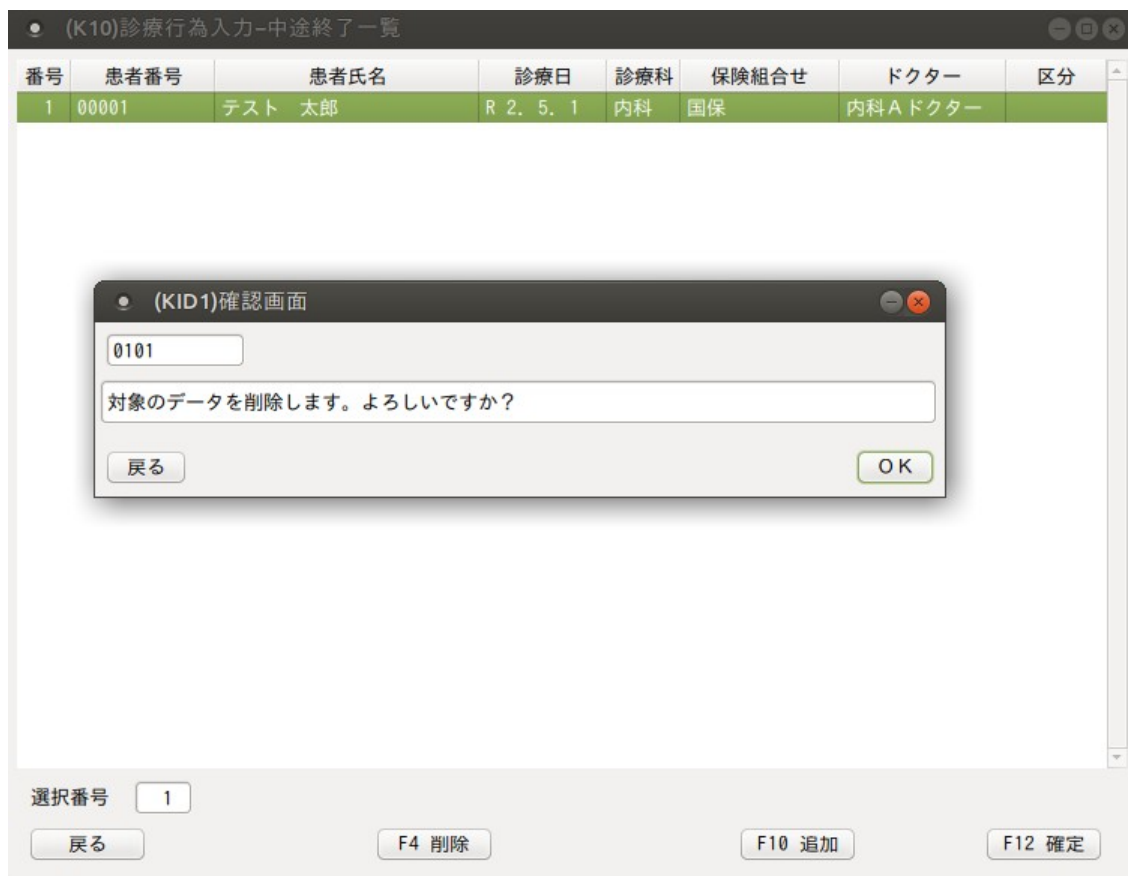 (K10)診療行為入力−中途終了一覧
番号 患者番号 患者氏名 診療日 診療科 保険組合せ ドクター 区分
1 00001 テスト 太郎 R 2. 5. 1 内科 国保 内科Aドクター
(KID1)確認画面
0101
対象のデータを削除します。よろしいですか?
戻る OK
選択番号 1
戻る F4 削除 F10 追加 F12 確定